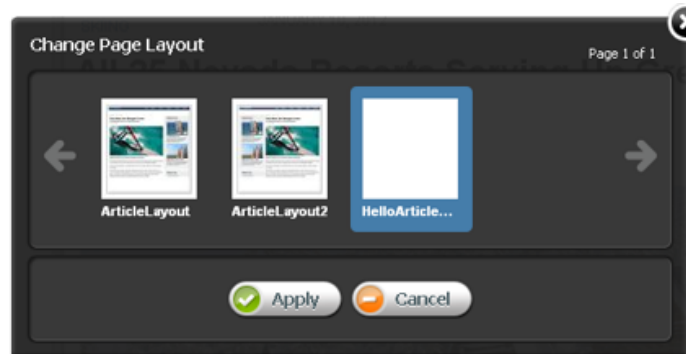 Change Page Layout
Page 1 of 1
ArticleLayout
ArticleLayout2
HelloArticle...
Apply
Cancel